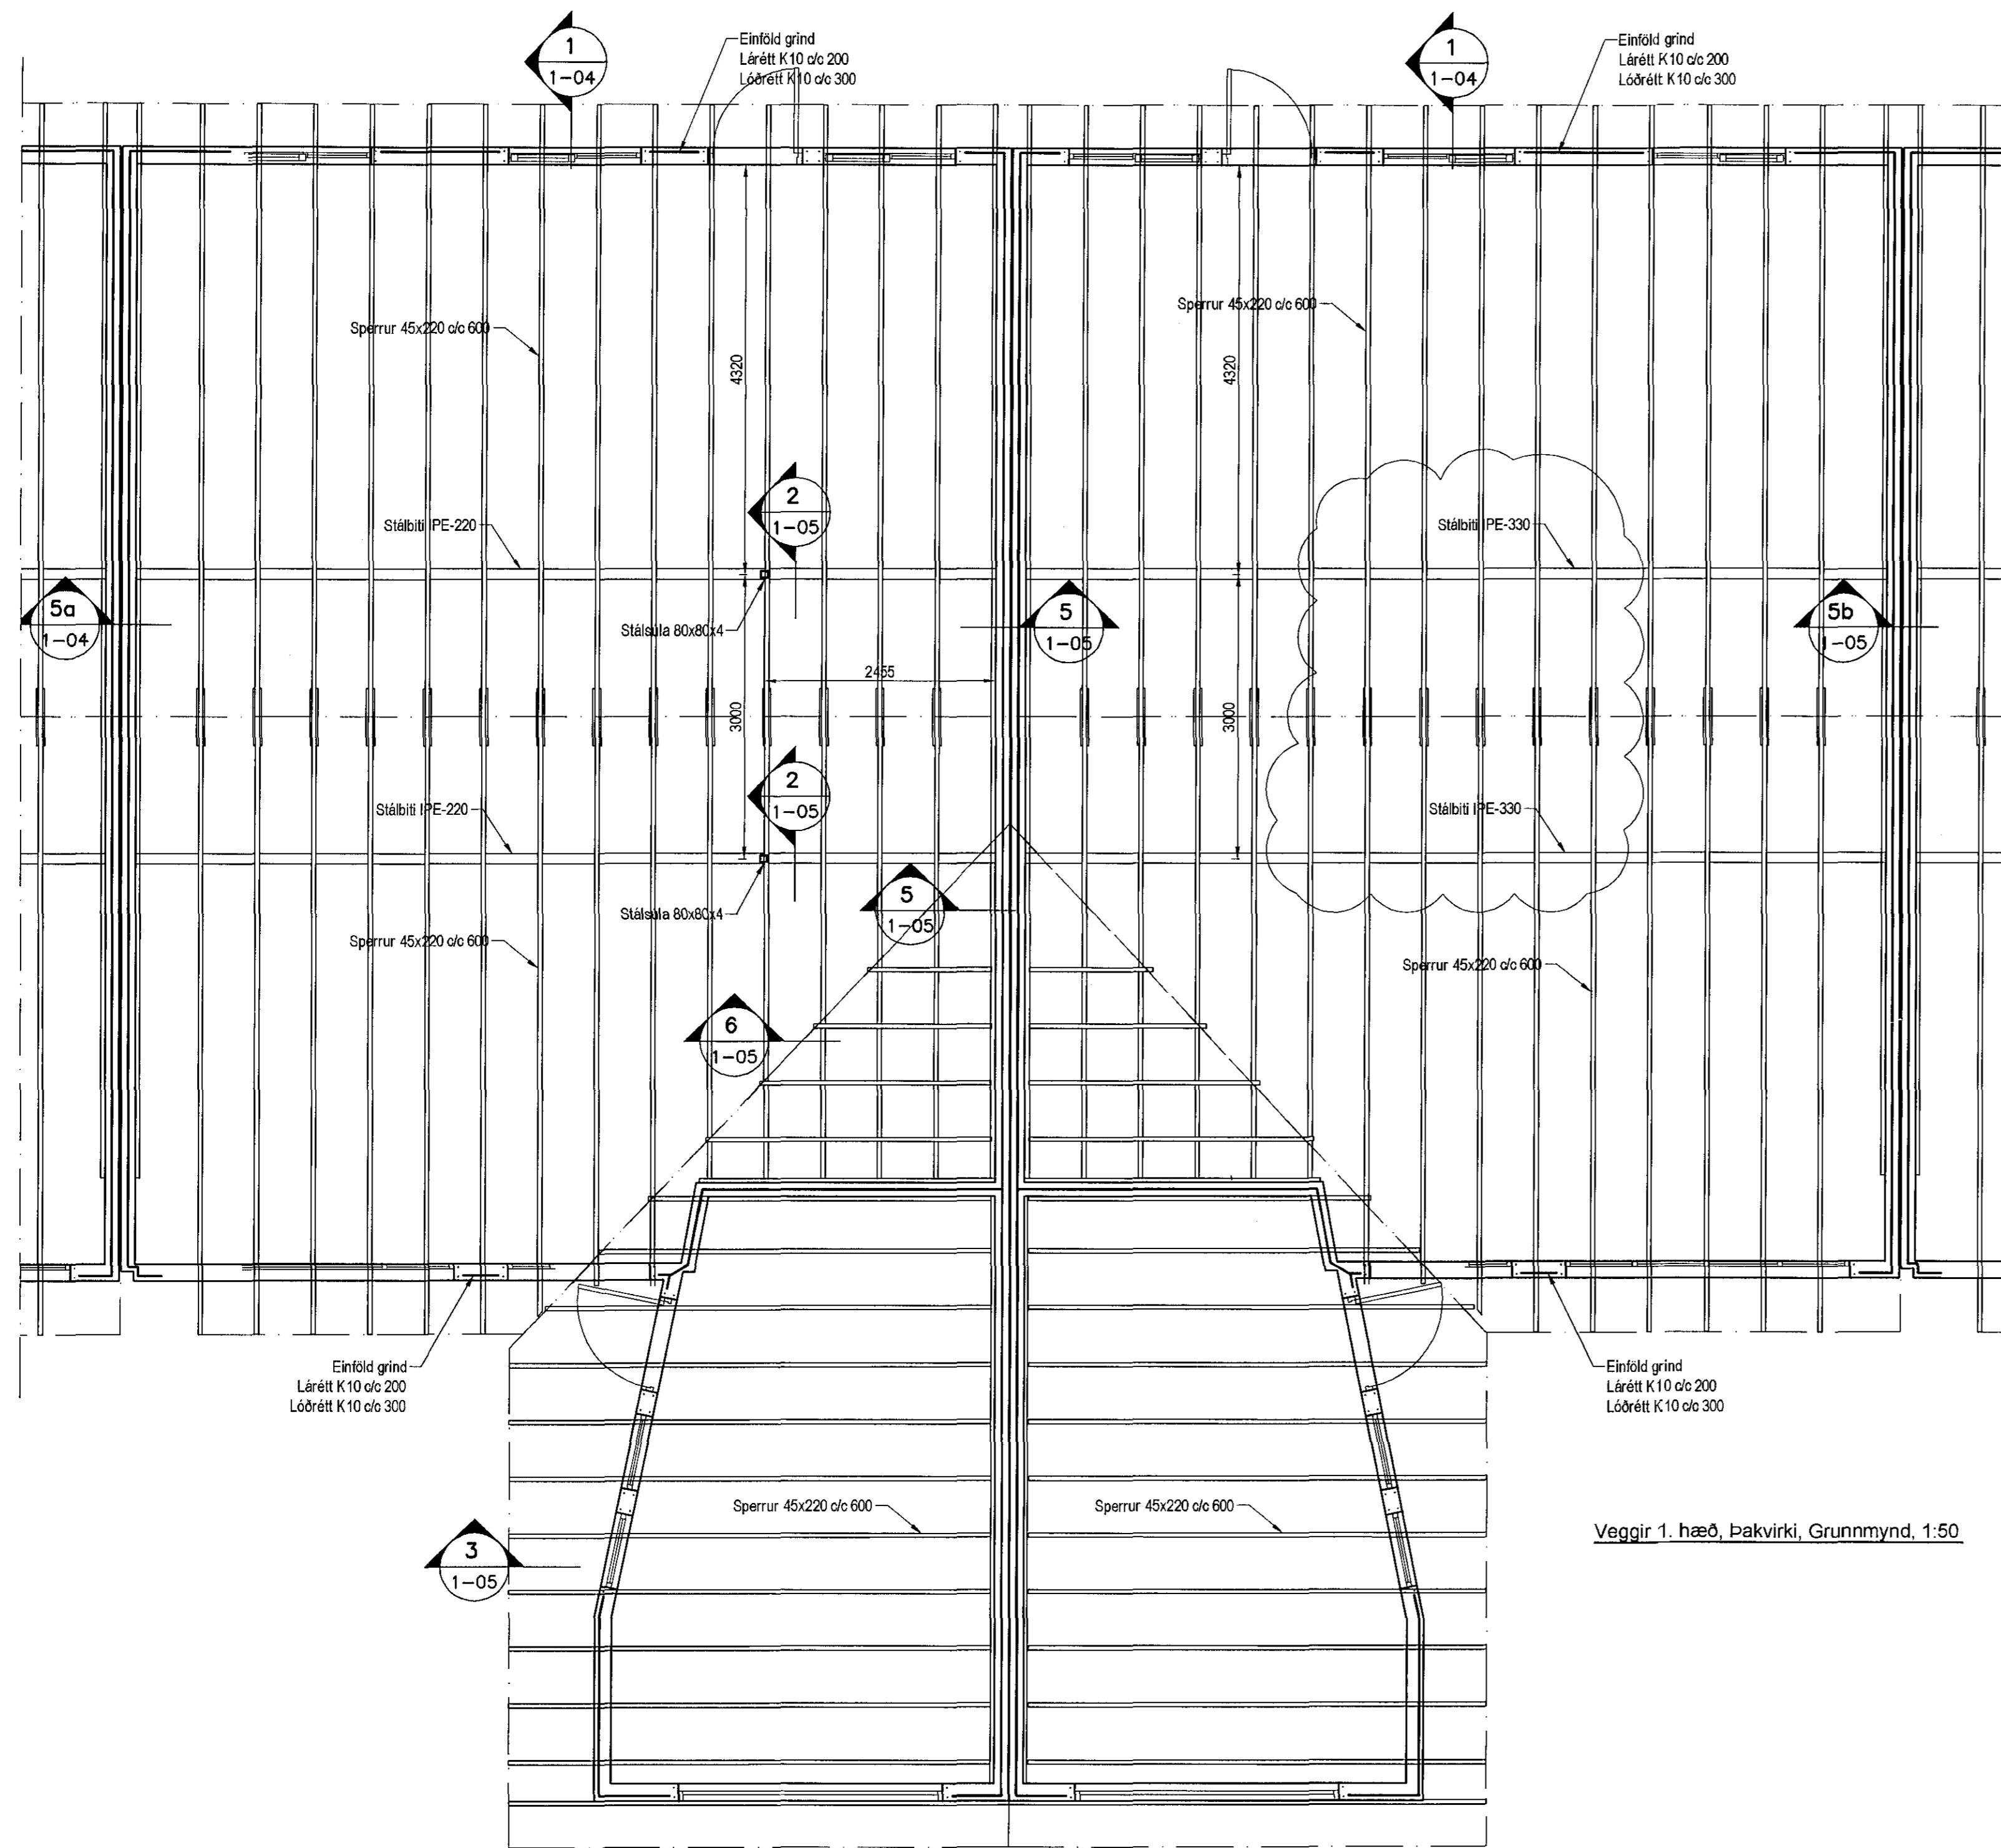 1
1-04
Einföld grind
Lárétt K10 c/c 200
Lóðrétt K10 c/c 300
1
1-04
Einföld grind
Lárétt K10 c/c 200
Lóðrétt K10 c/c 300
Sperrur 45x220 c/c 600
4320
Sperrur 45x220 c/c 600
4320
2
1-05
Stálbiti IPE-220
Stálbiti IPE-330
5a
1-04
Stálsúla 80x80x4
5
1-05
5b
1-05
2455
3000
3000
2
1-05
Stálbiti IPE-220
Stálbiti IPE-330
Stálsúla 80x80x4
5
1-05
Sperrur 45x220 c/c 600
Sperrur 45x220 c/c 600
6
1-05
Einföld grind
Lárétt K10 c/c 200
Lóðrétt K10 c/c 300
Einföld grind
Lárétt K10 c/c 200
Lóðrétt K10 c/c 300
Sperrur 45x220 c/c 600
Sperrur 45x220 c/c 600
3
1-05
Veggir 1. hæð, Þakvirki, Grunnmynd, 1:50